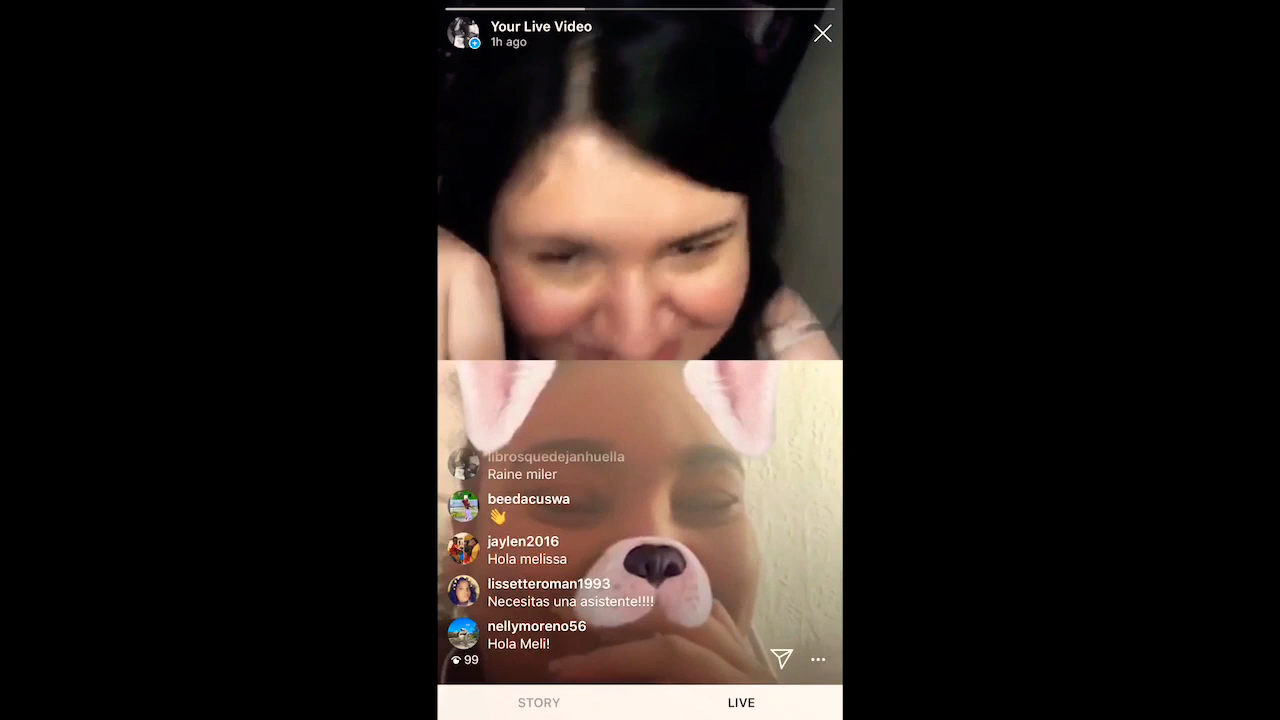 Your Live Video
1h ago
librosquedejanhuella
Raine miler
beedacuswa
👋
jaylen2016
Hola melissa
lissetteroman1993
Necesitas una asistente!!!!
nellymoreno56
Hola Meli!
99
STORY
LIVE